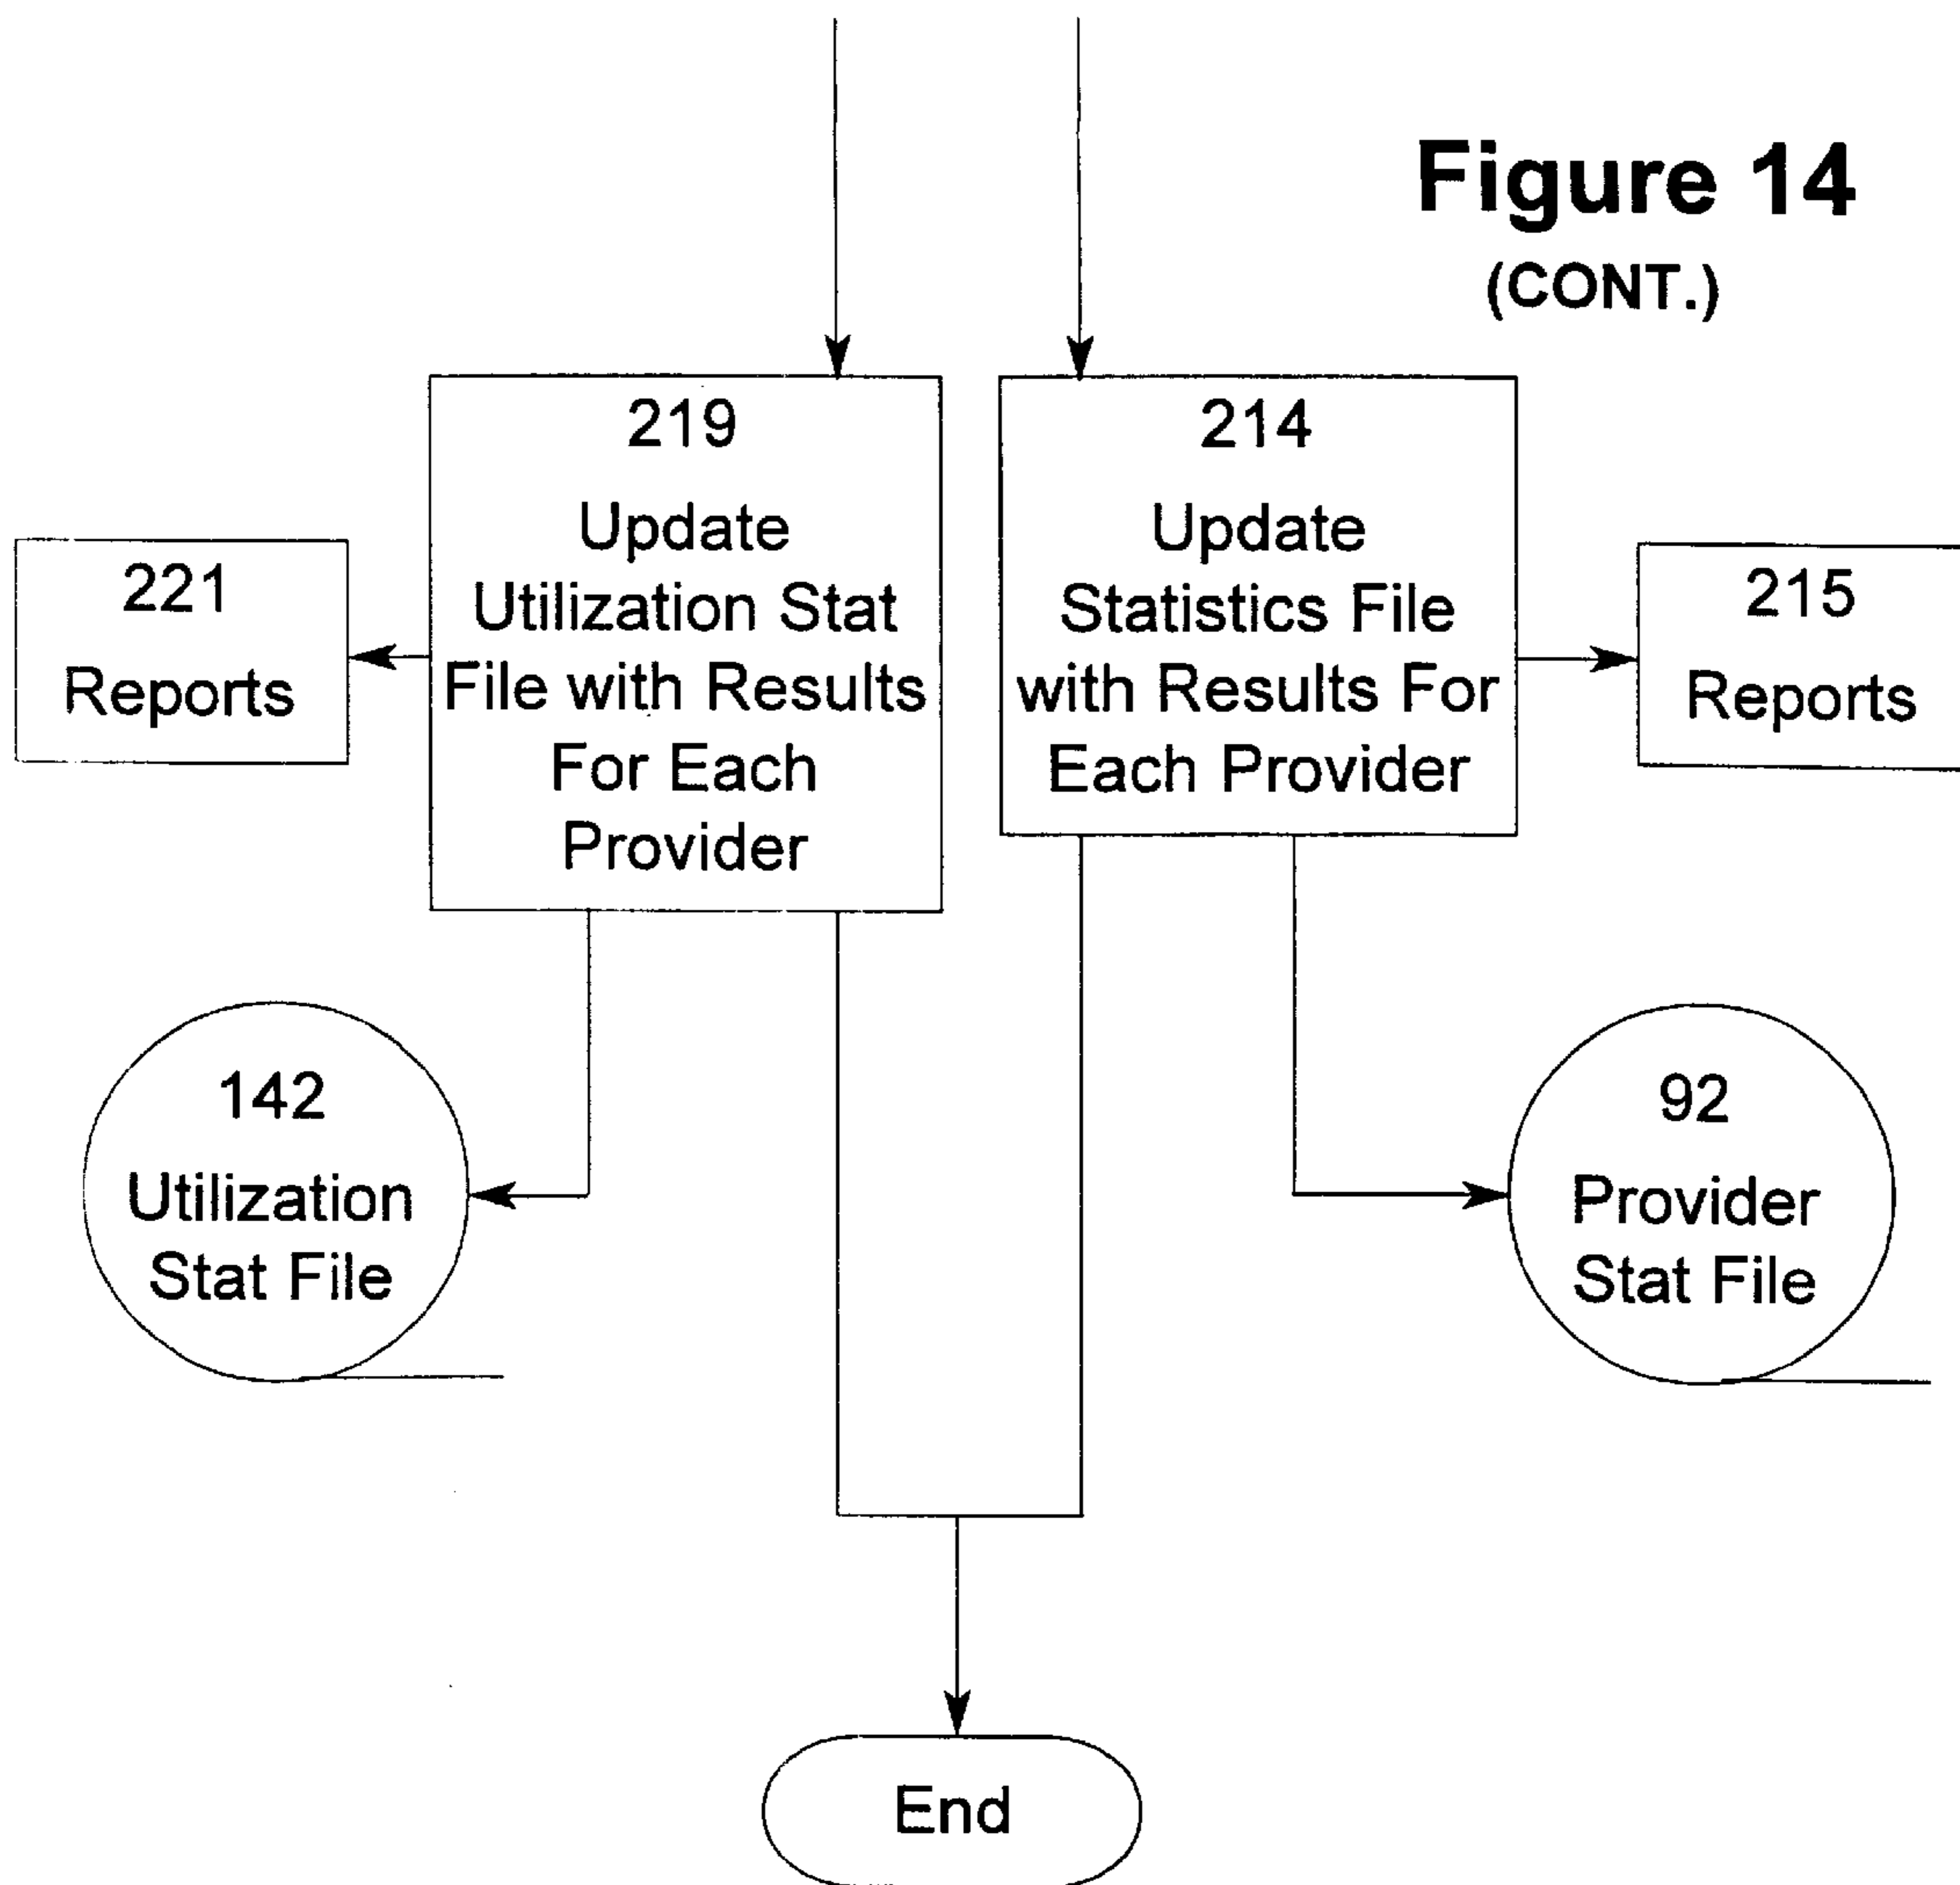 Figure 14
(CONT.)
219
Update
Utilization Stat
File with Results
For Each
Provider
214
Update
Statistics File
with Results For
Each Provider
221
Reports
215
Reports
142
Utilization
Stat File
92
Provider
Stat File
End